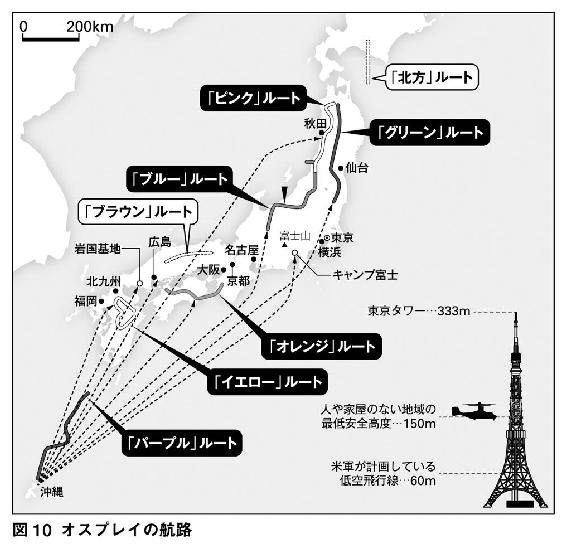 0 200km
「北方」ルート
「ピンク」ルート
秋田
「グリーン」ルート
仙台
「ブルー」ルート
「ブラウン」ルート
富士山
東京
横浜
名古屋
キャンプ富士
岩国基地
広島
大阪
京都
北九州
福岡
「オレンジ」ルート
「イエロー」ルート
「パープル」ルート
沖縄
東京タワー…333m
人や家屋のない地域の
最低安全高度…150m
米軍が計画している
低空飛行線…60m
図10 オスプレイの航路